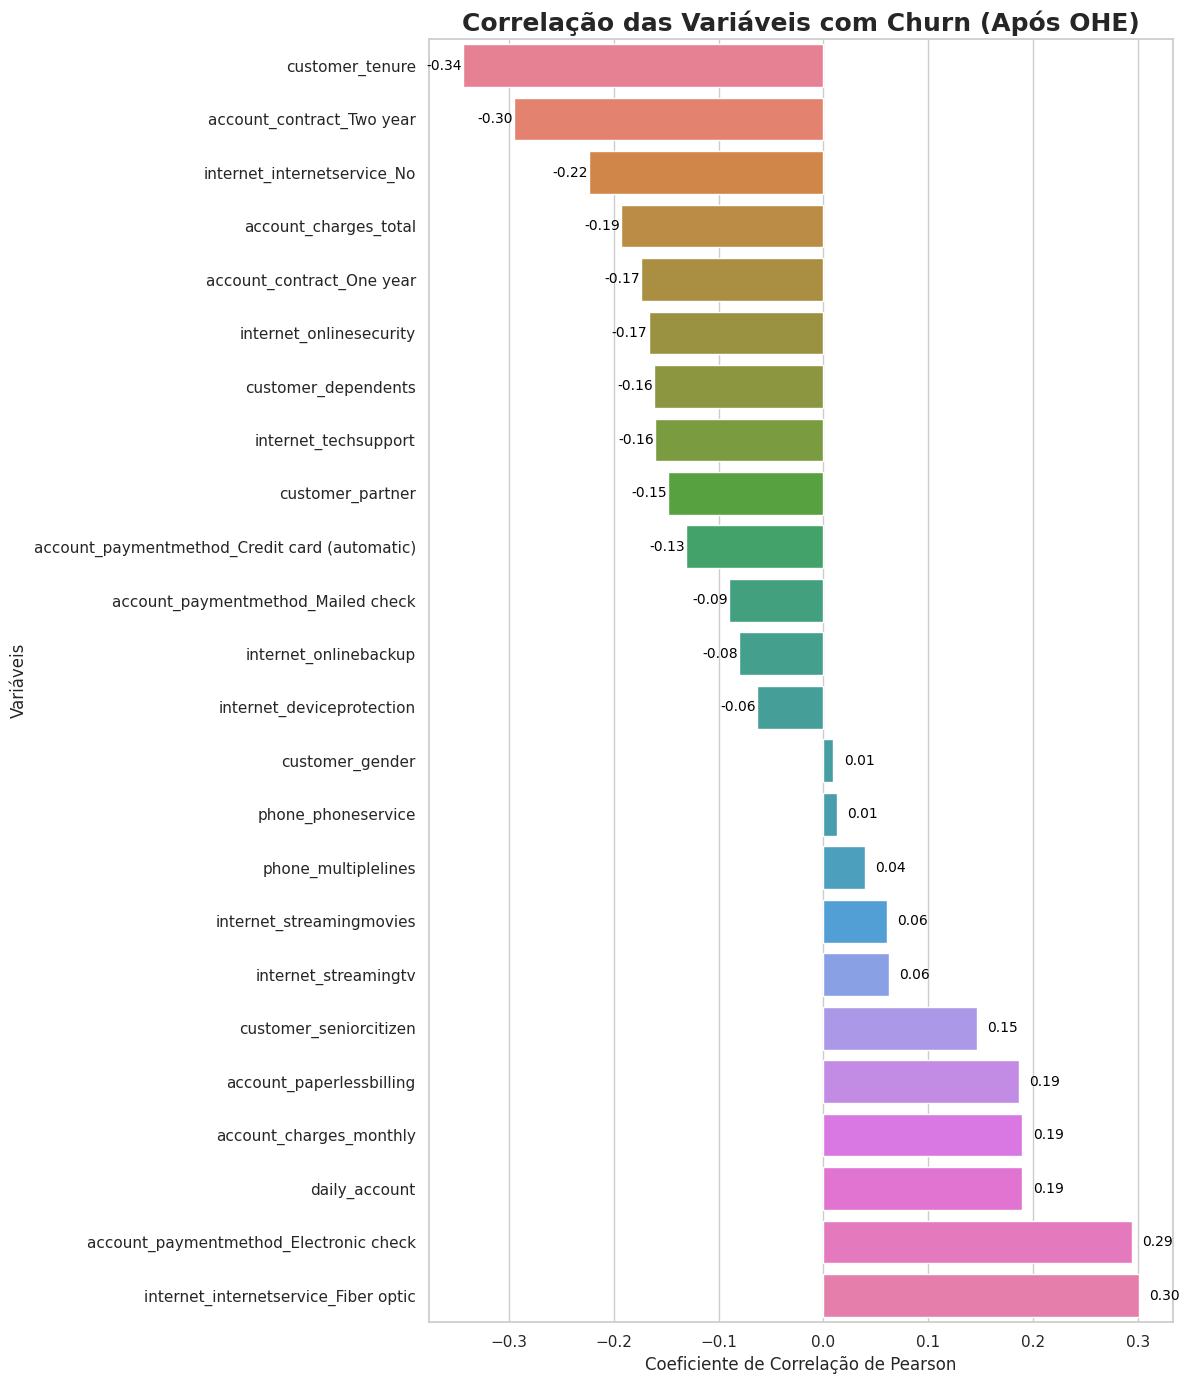 Correlação das Variáveis com Churn (Após OHE)
customer_tenure -0.34
account_contract_Two year -0.30
internet_internetservice_No -0.22
account_charges_total -0.19
account_contract_One year -0.17
internet_onlinesecurity -0.17
customer_dependents -0.16
internet_techsupport -0.16
customer_partner -0.15
account_paymentmethod_Credit card (automatic) -0.13
account_paymentmethod_Mailed check -0.09
internet_onlinebackup -0.08
Variáveis
internet_deviceprotection -0.06
customer_gender 0.01
phone_phoneservice 0.01
phone_multiplelines 0.04
internet_streamingmovies 0.06
internet_streamingtv 0.06
customer_seniorcitizen 0.15
account_paperlessbilling 0.19
account_charges_monthly 0.19
daily_account 0.19
account_paymentmethod_Electronic check 0.29
internet_internetservice_Fiber optic 0.30
−0.3 −0.2 −0.1 0.0 0.1 0.2 0.3
Coeficiente de Correlação de Pearson